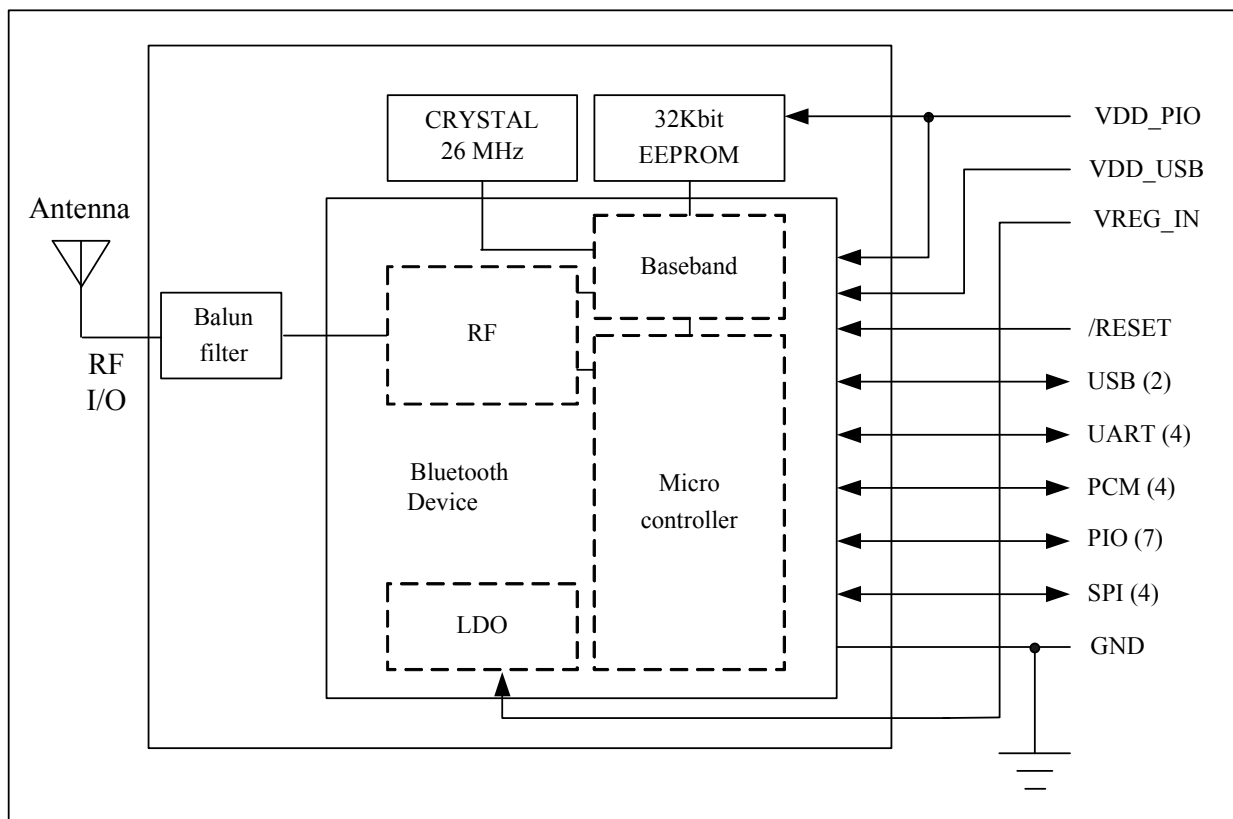 CRYSTAL
26 MHz
32Kbit
EEPROM
VDD_PIO
VDD_USB
VREG_IN
Antenna
Baseband
Balun
filter
RF
RF
I/O
/RESET
USB (2)
UART (4)
Bluetooth
Device
Micro
controller
PCM (4)
PIO (7)
SPI (4)
LDO
GND